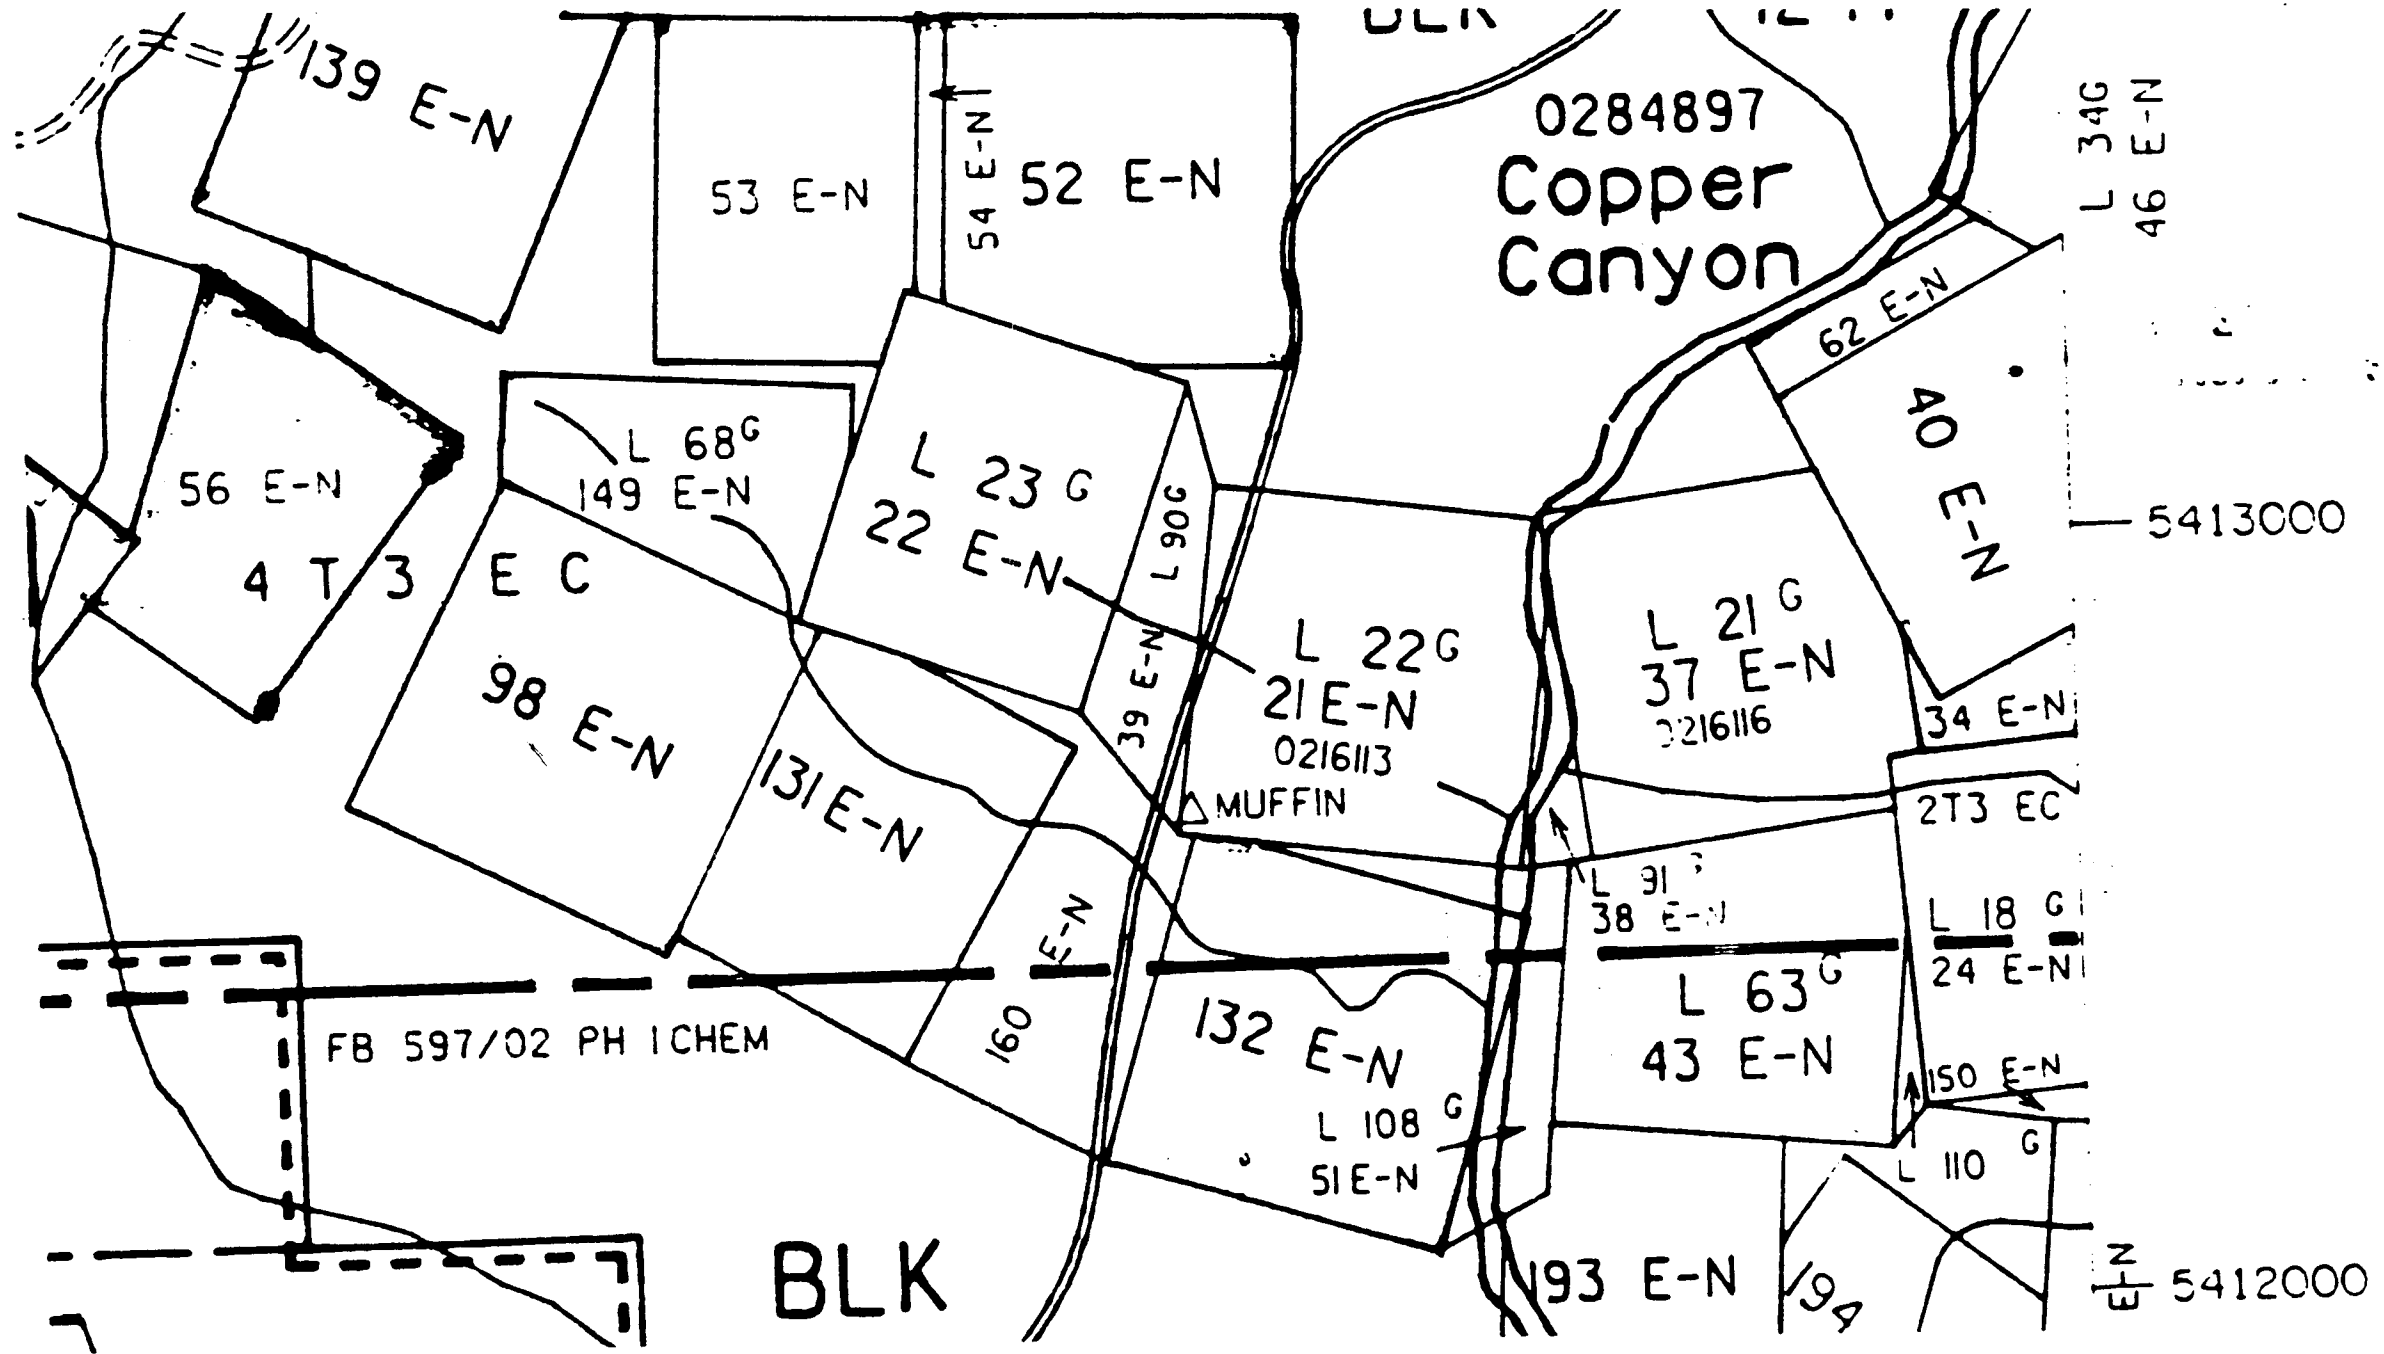 BLK
139 E-N
0284897
Copper
Canyon
53 E-N
54 E-N
52 E-N
L 34G
46 E-N
62 E-N
40 E-N
L 68G
149 E-N
L 23 G
22 E-N
L 90G
39 E-N
56 E-N
5413000
4 T 3 E C
L 22G
21 E-N
0216113
MUFFIN
L 21 G
37 E-N
0216116
34 E-N
98 E-N
131 E-N
2T3 EC
L 91
38 E-N
L 18 G
24 E-N
160 E-N
132 E-N
L 63G
43 E-N
FB 597/02 PH ICHEM
150 E-N
L 108 G
51 E-N
L 110 G
BLK
193 E-N
194
E-N
5412000